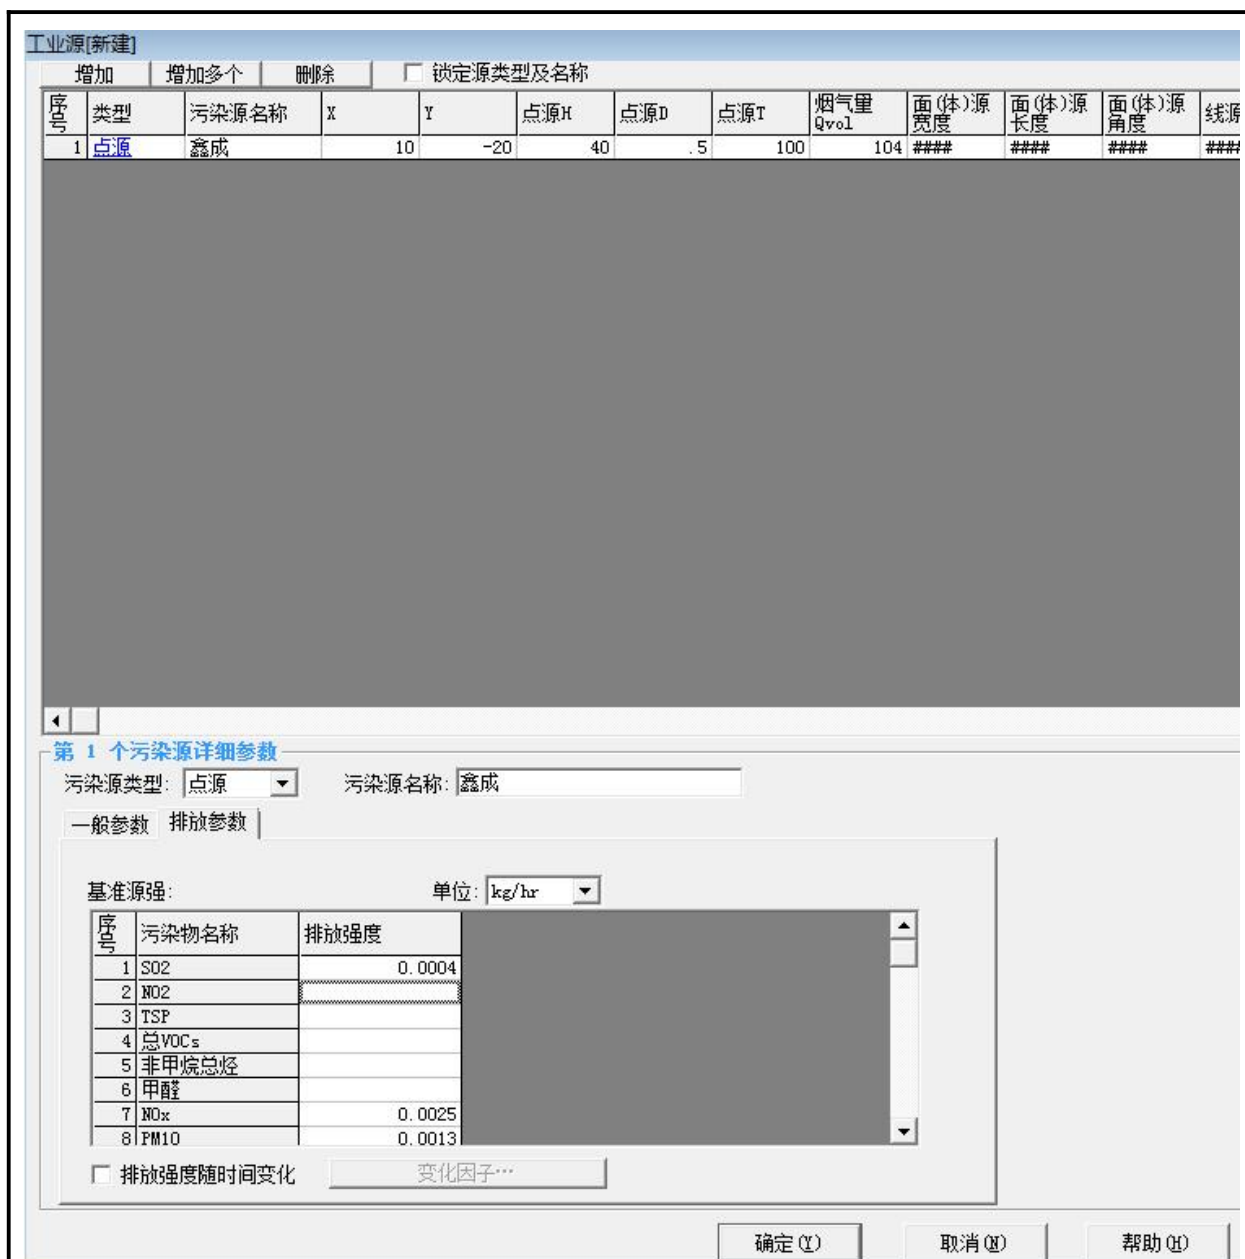 工业源[新建]
增加 增加多个 删除 锁定源类型及名称
序号 类型 污染源名称 X Y 点源H 点源D 点源T 烟气量Qvol 面(体)源宽度 面(体)源长度 面(体)源角度 线源
1 点源 鑫成 10 -20 40 .5 100 104 #### #### #### ####
第 1 个污染源详细参数
污染源类型: 点源 污染源名称: 鑫成
一般参数 排放参数
基准源强: 单位: kg/hr
序号 污染物名称 排放强度
1 SO2 0.0004
2 NO2
3 TSP
4 总VOCs
5 非甲烷总烃
6 甲醛
7 NOx 0.0025
8 PM10 0.0013
排放强度随时间变化 变化因子…
确定(Y) 取消(N) 帮助(H)